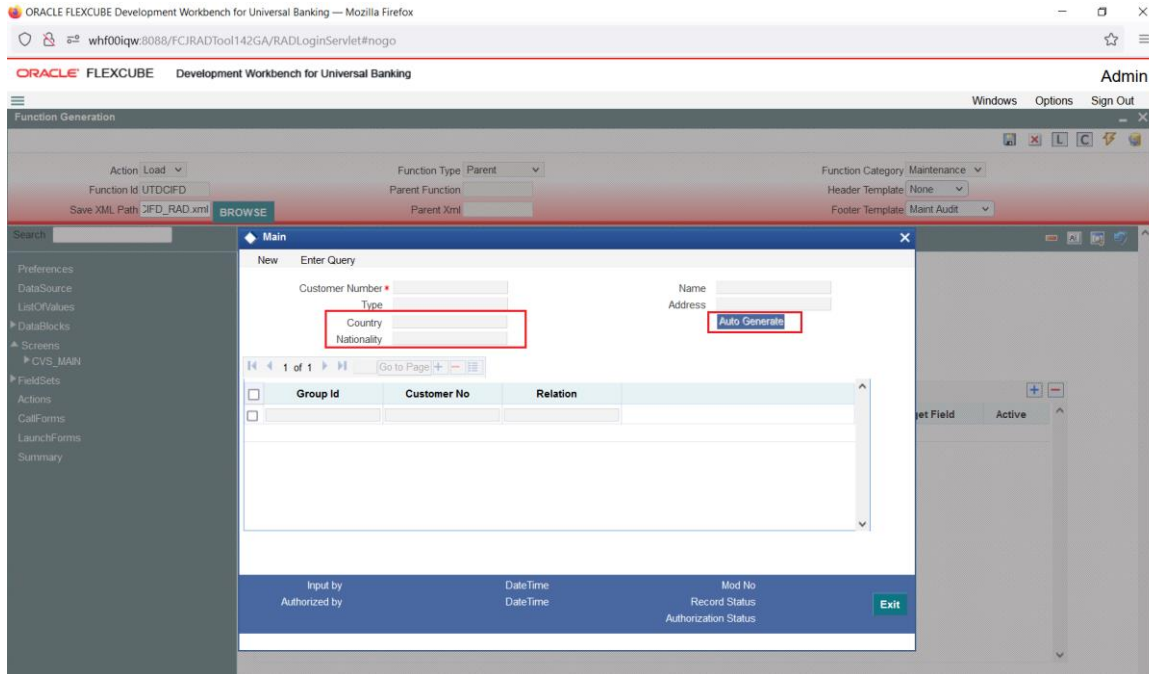 ORACLE FLEXCUBE Development Workbench for Universal Banking — Mozilla Firefox
whf00iqw:8088/FCJRADTool142GA/RADLoginServlet#nogo
ORACLE FLEXCUBE Development Workbench for Universal Banking
Admin
Windows Options Sign Out
Function Generation
L C
Action Load Function Type Parent Function Category Maintenance
Function Id UTDCIFD Parent Function Header Template None
Save XML Path CIFD_RAD.xml BROWSE Parent Xml Footer Template Maint Audit
Search
Main
New Enter Query
Preferences
DataSource
ListOfValues
DataBlocks
Screens
CVS_MAIN
FieldSets
Actions
CallForms
LaunchForms
Summary
Customer Number * Name
Type Address
Country Auto Generate
Nationality
1 of 1 Go to Page
Group Id Customer No Relation
get Field Active
Input by DateTime Mod No
Authorized by DateTime Record Status
Authorization Status
Exit